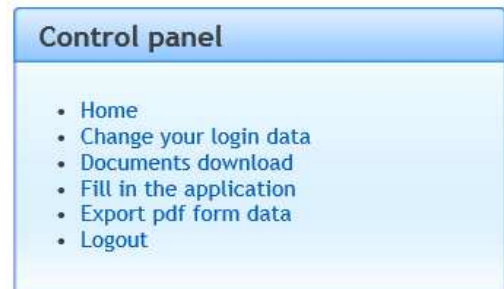 Control panel
• Home
• Change your login data
• Documents download
• Fill in the application
• Export pdf form data
• Logout